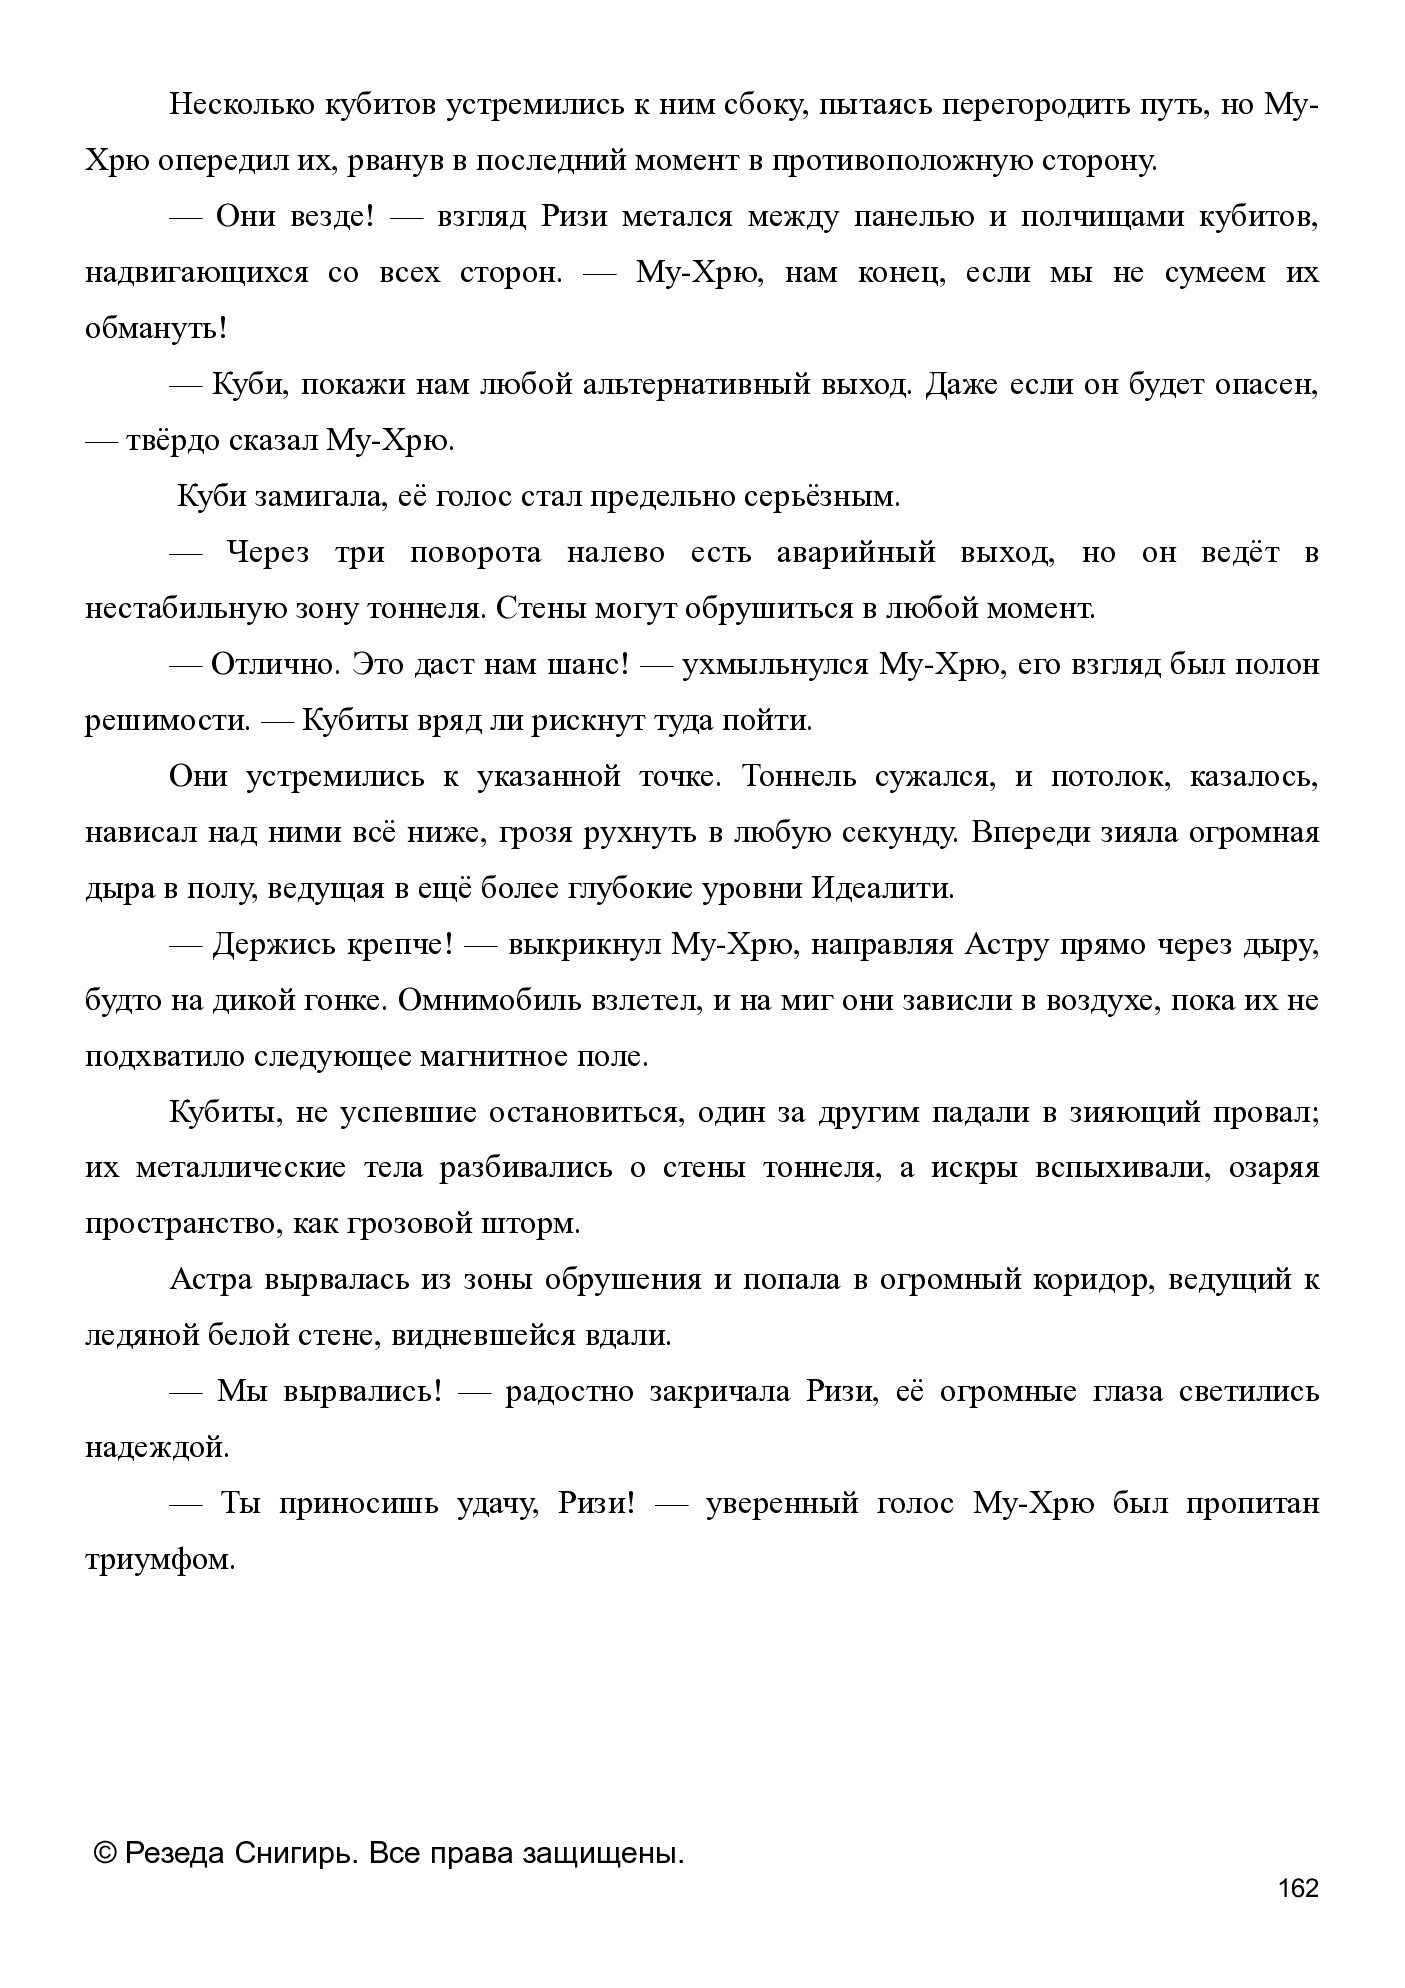 Несколько кубитов устремились к ним сбоку, пытаясь перегородить путь, но Му-
Хрю опередил их, рванув в последний момент в противоположную сторону.
— Они везде! — взгляд Ризи метался между панелью и полчищами кубитов,
надвигающихся со всех сторон. — Му-Хрю, нам конец, если мы не сумеем их
обмануть!
— Куби, покажи нам любой альтернативный выход. Даже если он будет опасен,
— твёрдо сказал Му-Хрю.
Куби замигала, её голос стал предельно серьёзным.
— Через три поворота налево есть аварийный выход, но он ведёт в
нестабильную зону тоннеля. Стены могут обрушиться в любой момент.
— Отлично. Это даст нам шанс! — ухмыльнулся Му-Хрю, его взгляд был полон
решимости. — Кубиты вряд ли рискнут туда пойти.
Они устремились к указанной точке. Тоннель сужался, и потолок, казалось,
нависал над ними всё ниже, грозя рухнуть в любую секунду. Впереди зияла огромная
дыра в полу, ведущая в ещё более глубокие уровни Идеалити.
— Держись крепче! — выкрикнул Му-Хрю, направляя Астру прямо через дыру,
будто на дикой гонке. Омнимобиль взлетел, и на миг они зависли в воздухе, пока их не
подхватило следующее магнитное поле.
Кубиты, не успевшие остановиться, один за другим падали в зияющий провал;
их металлические тела разбивались о стены тоннеля, а искры вспыхивали, озаряя
пространство, как грозовой шторм.
Астра вырвалась из зоны обрушения и попала в огромный коридор, ведущий к
ледяной белой стене, видневшейся вдали.
— Мы вырвались! — радостно закричала Ризи, её огромные глаза светились
надеждой.
— Ты приносишь удачу, Ризи! — уверенный голос Му-Хрю был пропитан
триумфом.
© Резеда Снигирь. Все права защищены.
162